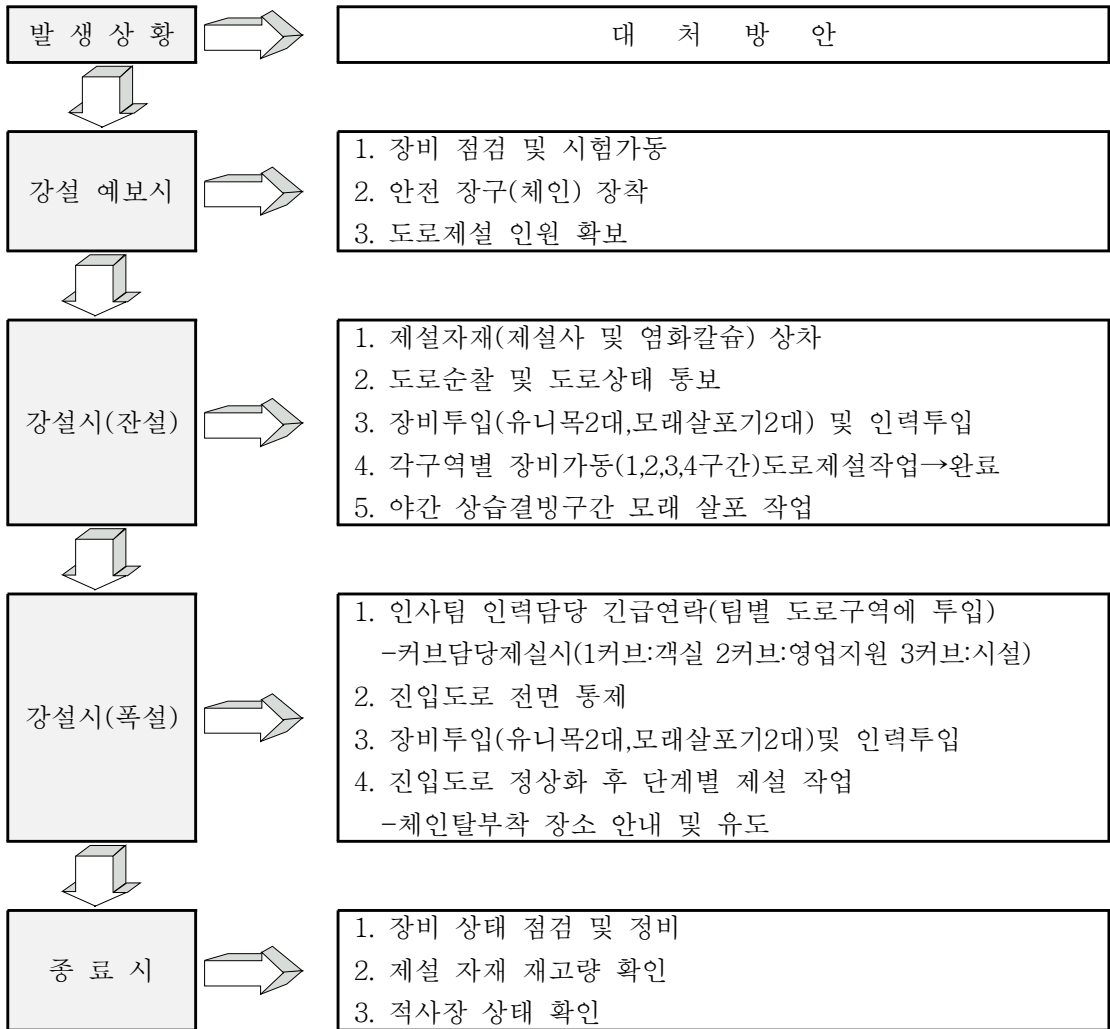 발 생 상 황
대 처 방 안
강설 예보시
1. 장비 점검 및 시험가동
2. 안전 장구(체인) 장착
3. 도로제설 인원 확보
강설시(잔설)
1. 제설자재(제설사 및 염화칼슘) 상차
2. 도로순찰 및 도로상태 통보
3. 장비투입(유니목2대,모래살포기2대) 및 인력투입
4. 각구역별 장비가동(1,2,3,4구간)도로제설작업→완료
5. 야간 상습결빙구간 모래 살포 작업
강설시(폭설)
1. 인사팀 인력담당 긴급연락(팀별 도로구역에 투입)
-커브담당제실시(1커브:객실 2커브:영업지원 3커브:시설)
2. 진입도로 전면 통제
3. 장비투입(유니목2대,모래살포기2대)및 인력투입
4. 진입도로 정상화 후 단계별 제설 작업
-체인탈부착 장소 안내 및 유도
종 료 시
1. 장비 상태 점검 및 정비
2. 제설 자재 재고량 확인
3. 적사장 상태 확인